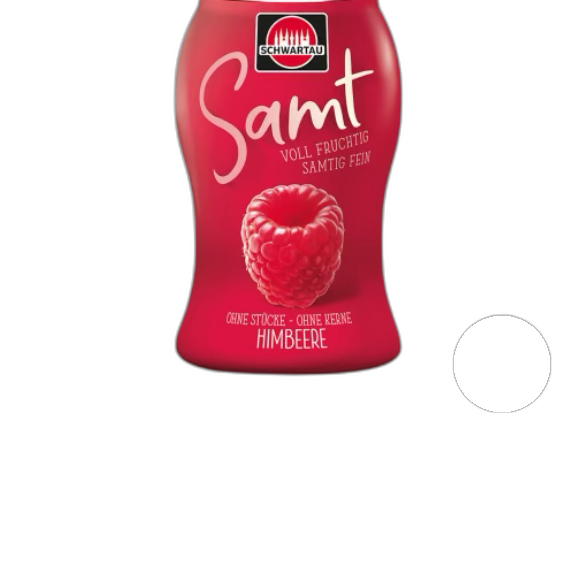 SCHWARTAU
Samt
VOLL FRUCHTIG
SAMTIG FEIN
OHNE STÜCKE - OHNE KERNE
HIMBEERE